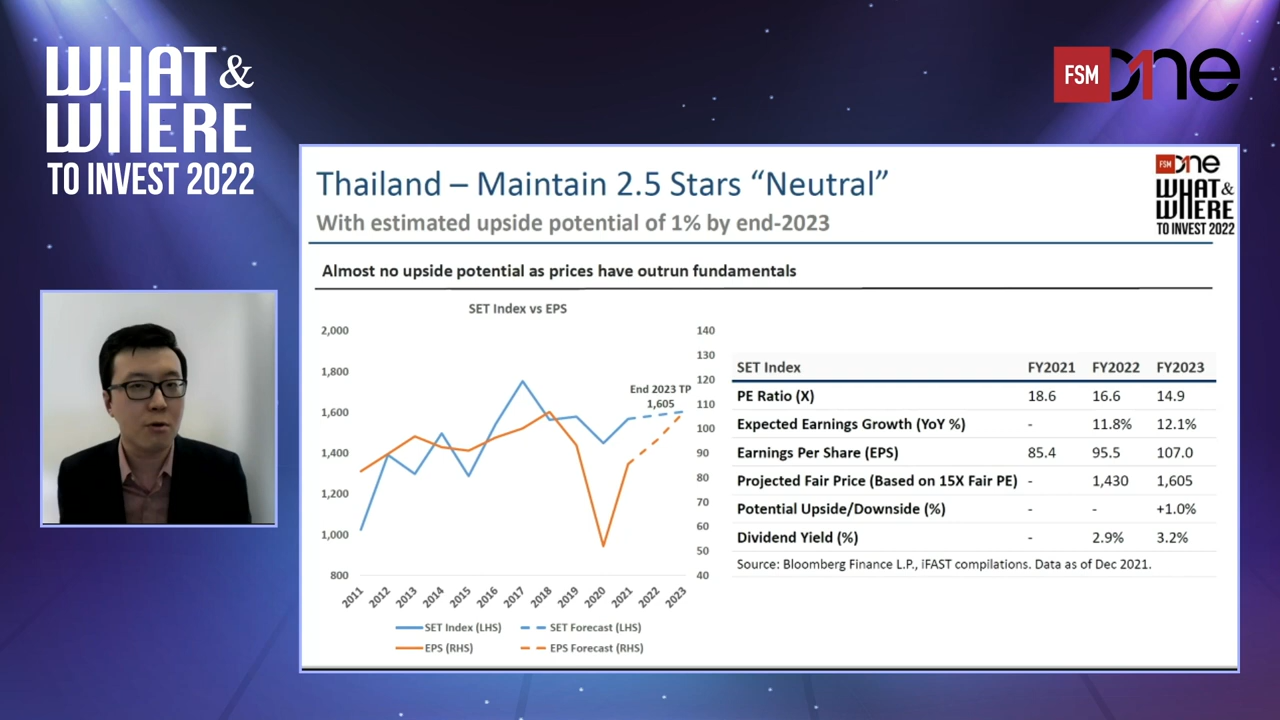 WHAT &
WHERE
TO INVEST 2022
FSM ONE
FSM ONE
WHAT &
WHERE
TO INVEST 2022
Thailand – Maintain 2.5 Stars “Neutral”
With estimated upside potential of 1% by end-2023
Almost no upside potential as prices have outrun fundamentals
SET Index vs EPS
2,000
1,800
1,600
1,400
1,200
1,000
800
140
130
120
110
100
90
80
70
60
50
40
End 2023 TP
1,605
2011 2012 2013 2014 2015 2016 2017 2018 2019 2020 2021 2022 2023
SET Index (LHS) SET Forecast (LHS)
EPS (RHS) EPS Forecast (RHS)
SET Index FY2021 FY2022 FY2023
PE Ratio (X) 18.6 16.6 14.9
Expected Earnings Growth (YoY %) - 11.8% 12.1%
Earnings Per Share (EPS) 85.4 95.5 107.0
Projected Fair Price (Based on 15X Fair PE) - 1,430 1,605
Potential Upside/Downside (%) - - +1.0%
Dividend Yield (%) - 2.9% 3.2%
Source: Bloomberg Finance L.P., iFAST compilations. Data as of Dec 2021.